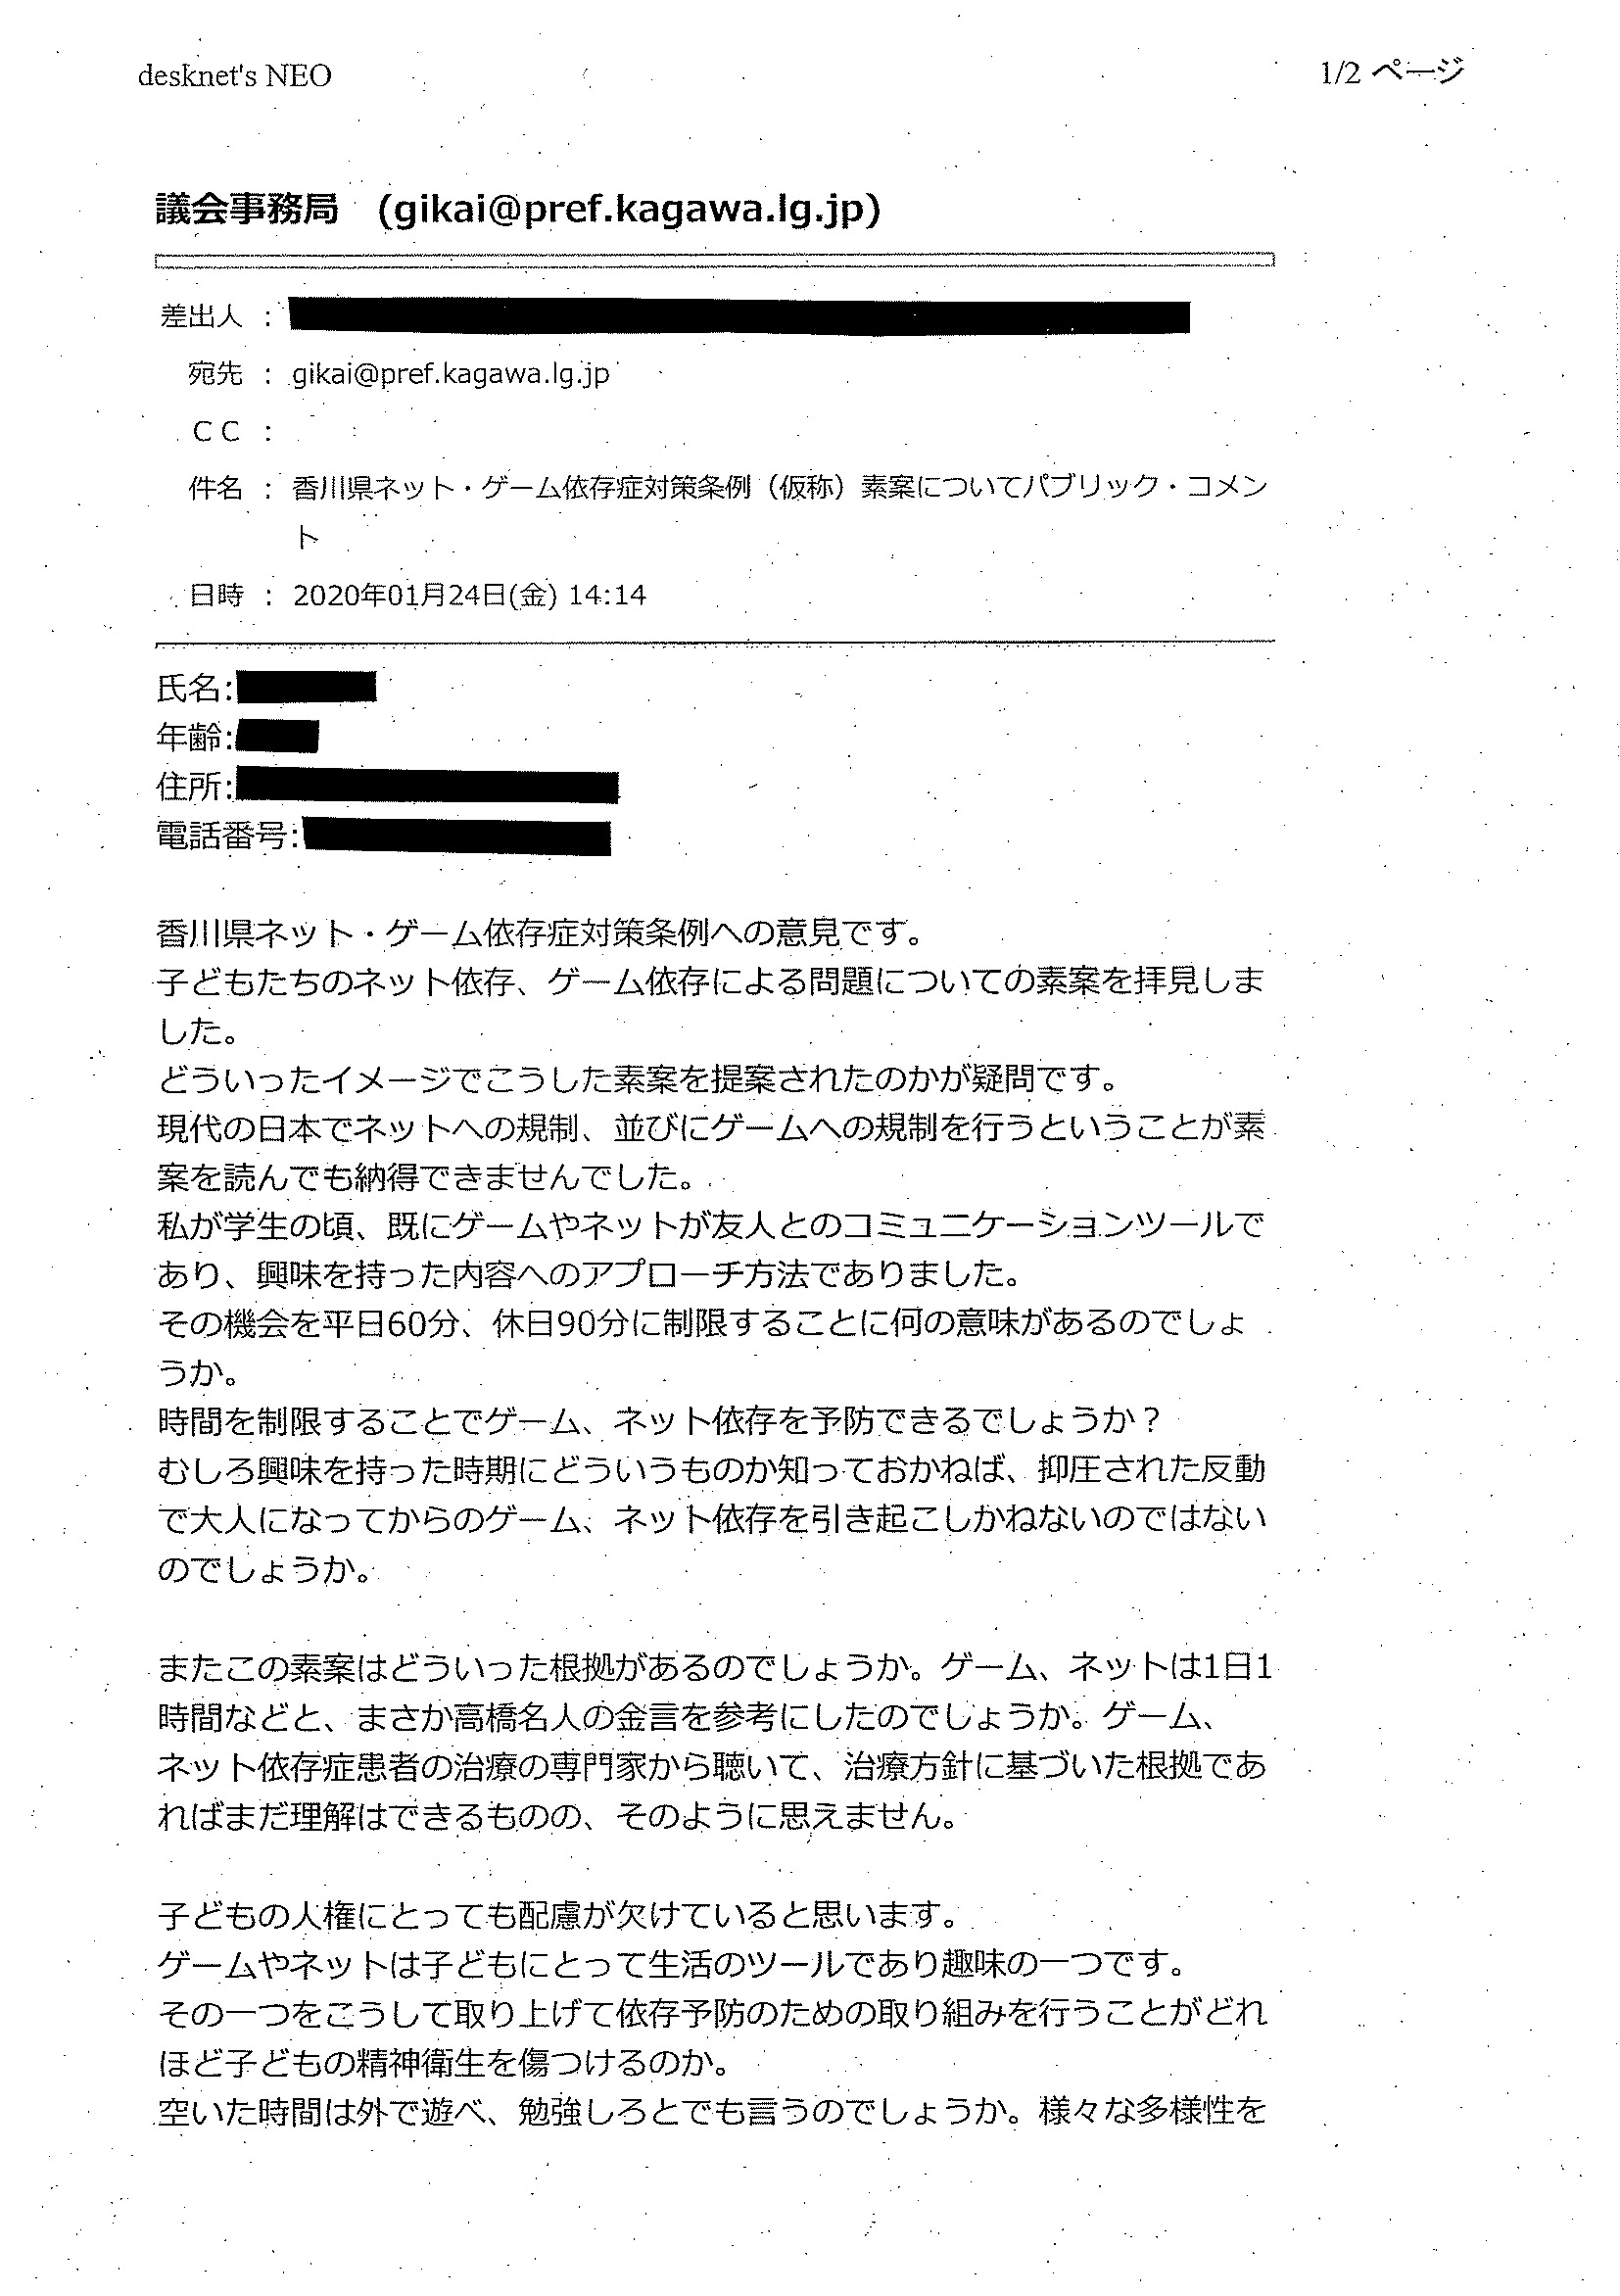 desknet's NEO
1/2 ページ
議会事務局 (gikai@pref.kagawa.lg.jp)
差出人 :
宛先 : gikai@pref.kagawa.lg.jp
CC :
件名 : 香川県ネット・ゲーム依存症対策条例（仮称）素案についてパブリック・コメン
ト
日時 : 2020年01月24日(金) 14:14
氏名:
年齢:
住所:
電話番号:
香川県ネット・ゲーム依存症対策条例への意見です。
子どもたちのネット依存、ゲーム依存による問題についての素案を拝見しま
した。
どういったイメージでこうした素案を提案されたのかが疑問です。
現代の日本でネットへの規制、並びにゲームへの規制を行うということが素
案を読んでも納得できませんでした。
私が学生の頃、既にゲームやネットが友人とのコミュニケーションツールで
あり、興味を持った内容へのアプローチ方法でありました。
その機会を平日60分、休日90分に制限することに何の意味があるのでしょ
うか。
時間を制限することでゲーム、ネット依存を予防できるでしょうか？
むしろ興味を持った時期にどういうものか知っておかねば、抑圧された反動
で大人になってからのゲーム、ネット依存を引き起こしかねないのではない
のでしょうか。
またこの素案はどういった根拠があるのでしょうか。ゲーム、ネットは1日1
時間などと、まさか高橋名人の金言を参考にしたのでしょうか。ゲーム、
ネット依存症患者の治療の専門家から聴いて、治療方針に基づいた根拠であ
ればまだ理解はできるものの、そのように思えません。
子どもの人権にとっても配慮が欠けていると思います。
ゲームやネットは子どもにとって生活のツールであり趣味の一つです。
その一つをこうして取り上げて依存予防のための取り組みを行うことがどれ
ほど子どもの精神衛生を傷つけるのか。
空いた時間は外で遊べ、勉強しろとでも言うのでしょうか。様々な多様性を